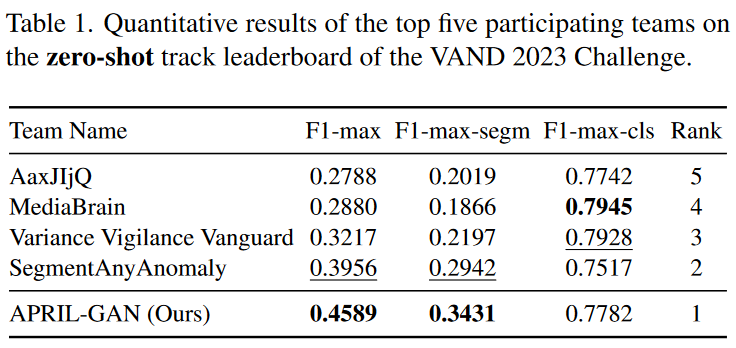 Table 1. Quantitative results of the top five participating teams on
the zero-shot track leaderboard of the VAND 2023 Challenge.
Team Name F1-max F1-max-segm F1-max-cls Rank
AaxJIjQ 0.2788 0.2019 0.7742 5
MediaBrain 0.2880 0.1866 0.7945 4
Variance Vigilance Vanguard 0.3217 0.2197 0.7928 3
SegmentAnyAnomaly 0.3956 0.2942 0.7517 2
APRIL-GAN (Ours) 0.4589 0.3431 0.7782 1